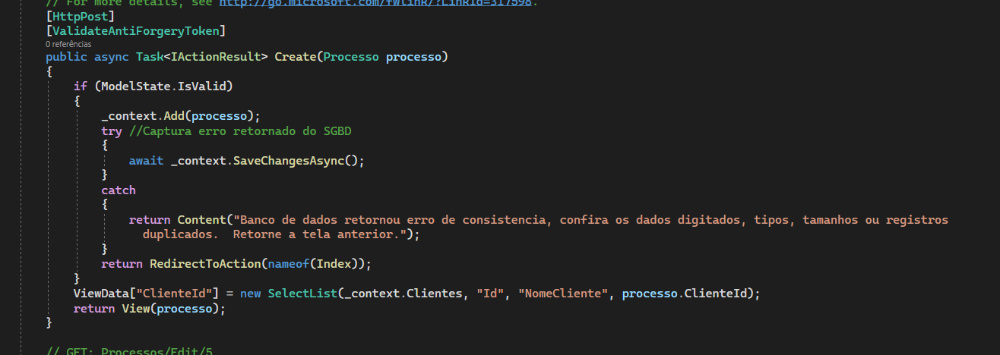 // For more details, see http://go.microsoft.com/fwlink/?LinkId=317598.
[HttpPost]
[ValidateAntiForgeryToken]
0 referências
public async Task<IActionResult> Create(Processo processo)
{
if (ModelState.IsValid)
{
_context.Add(processo);
try //Captura erro retornado do SGBD
{
await _context.SaveChangesAsync();
}
catch
{
return Content("Banco de dados retornou erro de consistencia, confira os dados digitados, tipos, tamanhos ou registros
duplicados.  Retorne a tela anterior.");
}
return RedirectToAction(nameof(Index));
}
ViewData["ClienteId"] = new SelectList(_context.Clientes, "Id", "NomeCliente", processo.ClienteId);
return View(processo);
}
// GET: Processos/Edit/5